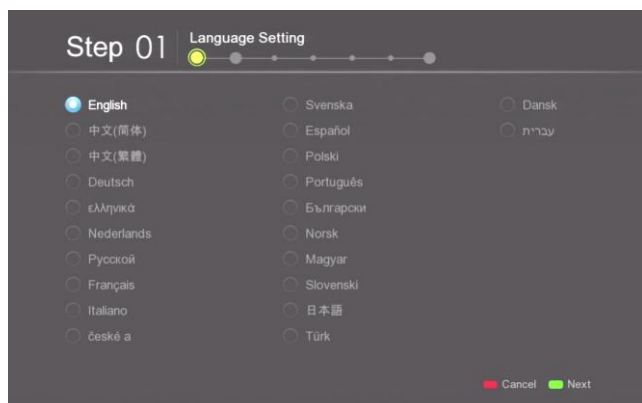 Step 01
Language Setting
English
中文(简体)
中文(繁體)
Deutsch
ελληνικά
Nederlands
Русской
Français
Italiano
české a
Svenska
Español
Polski
Português
Български
Norsk
Magyar
Slovenski
日本語
Türk
Dansk
עברית
Cancel
Next